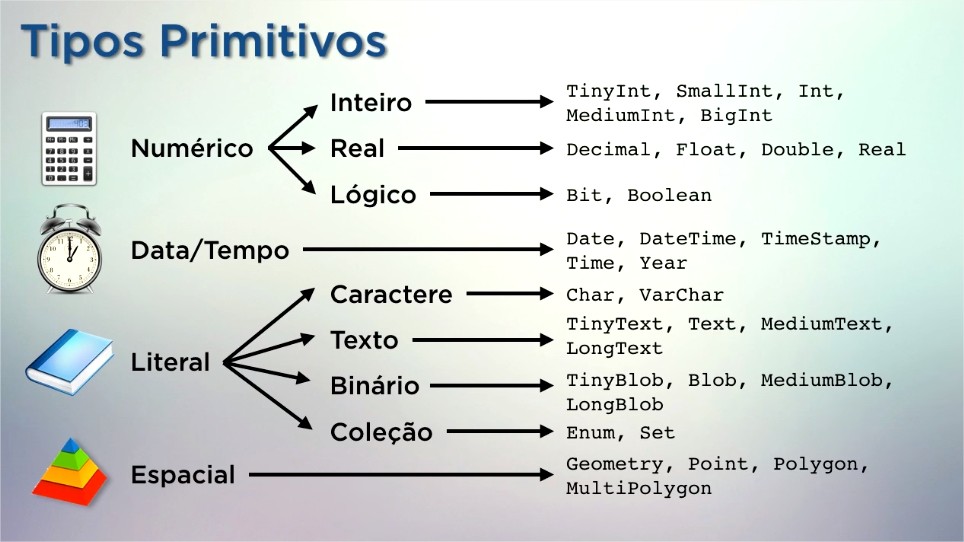 Tipos Primitivos
Numérico
Inteiro
TinyInt, SmallInt, Int,
MediumInt, BigInt
Real
Decimal, Float, Double, Real
Lógico
Bit, Boolean
Data/Tempo
Date, DateTime, TimeStamp,
Time, Year
Literal
Caractere
Char, VarChar
Texto
TinyText, Text, MediumText,
LongText
Binário
TinyBlob, Blob, MediumBlob,
LongBlob
Coleção
Enum, Set
Espacial
Geometry, Point, Polygon,
MultiPolygon